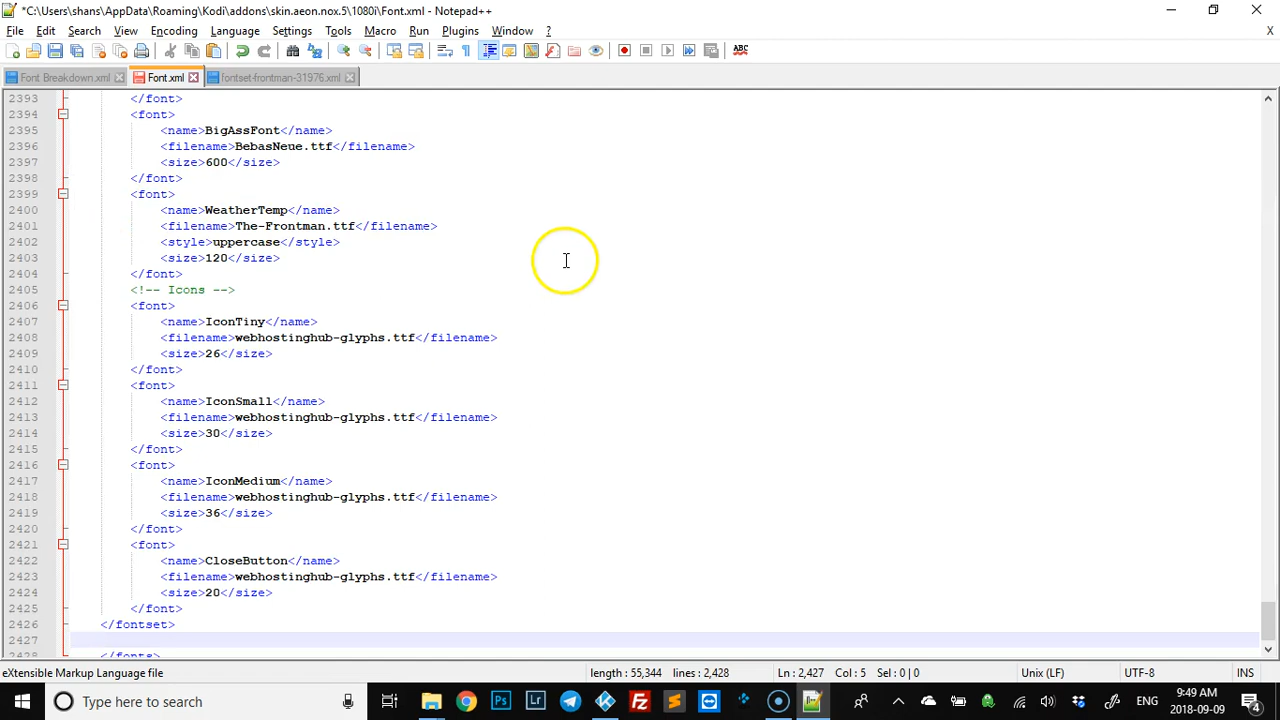 *C:\Users\shans\AppData\Roaming\Kodi\addons\skin.aeon.nox.5\1080i\Font.xml - Notepad++
File Edit Search View Encoding Language Settings Tools Macro Run Plugins Window ? X
Font Breakdown.xml Font.xml fontset-frontman-31976.xml
2393 </font>
2394 <font>
2395 <name>BigAssFont</name>
2396 <filename>BebasNeue.ttf</filename>
2397 <size>600</size>
2398 </font>
2399 <font>
2400 <name>WeatherTemp</name>
2401 <filename>The-Frontman.ttf</filename>
2402 <style>uppercase</style>
2403 <size>120</size>
2404 </font>
2405 <!-- Icons -->
2406 <font>
2407 <name>IconTiny</name>
2408 <filename>webhostinghub-glyphs.ttf</filename>
2409 <size>26</size>
2410 </font>
2411 <font>
2412 <name>IconSmall</name>
2413 <filename>webhostinghub-glyphs.ttf</filename>
2414 <size>30</size>
2415 </font>
2416 <font>
2417 <name>IconMedium</name>
2418 <filename>webhostinghub-glyphs.ttf</filename>
2419 <size>36</size>
2420 </font>
2421 <font>
2422 <name>CloseButton</name>
2423 <filename>webhostinghub-glyphs.ttf</filename>
2424 <size>20</size>
2425 </font>
2426 </fontset>
2427
2428 </fonts>
eXtensible Markup Language file length : 55,344 lines : 2,428 Ln : 2,427 Col : 5 Sel : 0 | 0 Unix (LF) UTF-8 INS
Type here to search Ps Lr ENG 9:49 AM 2018-09-09 4